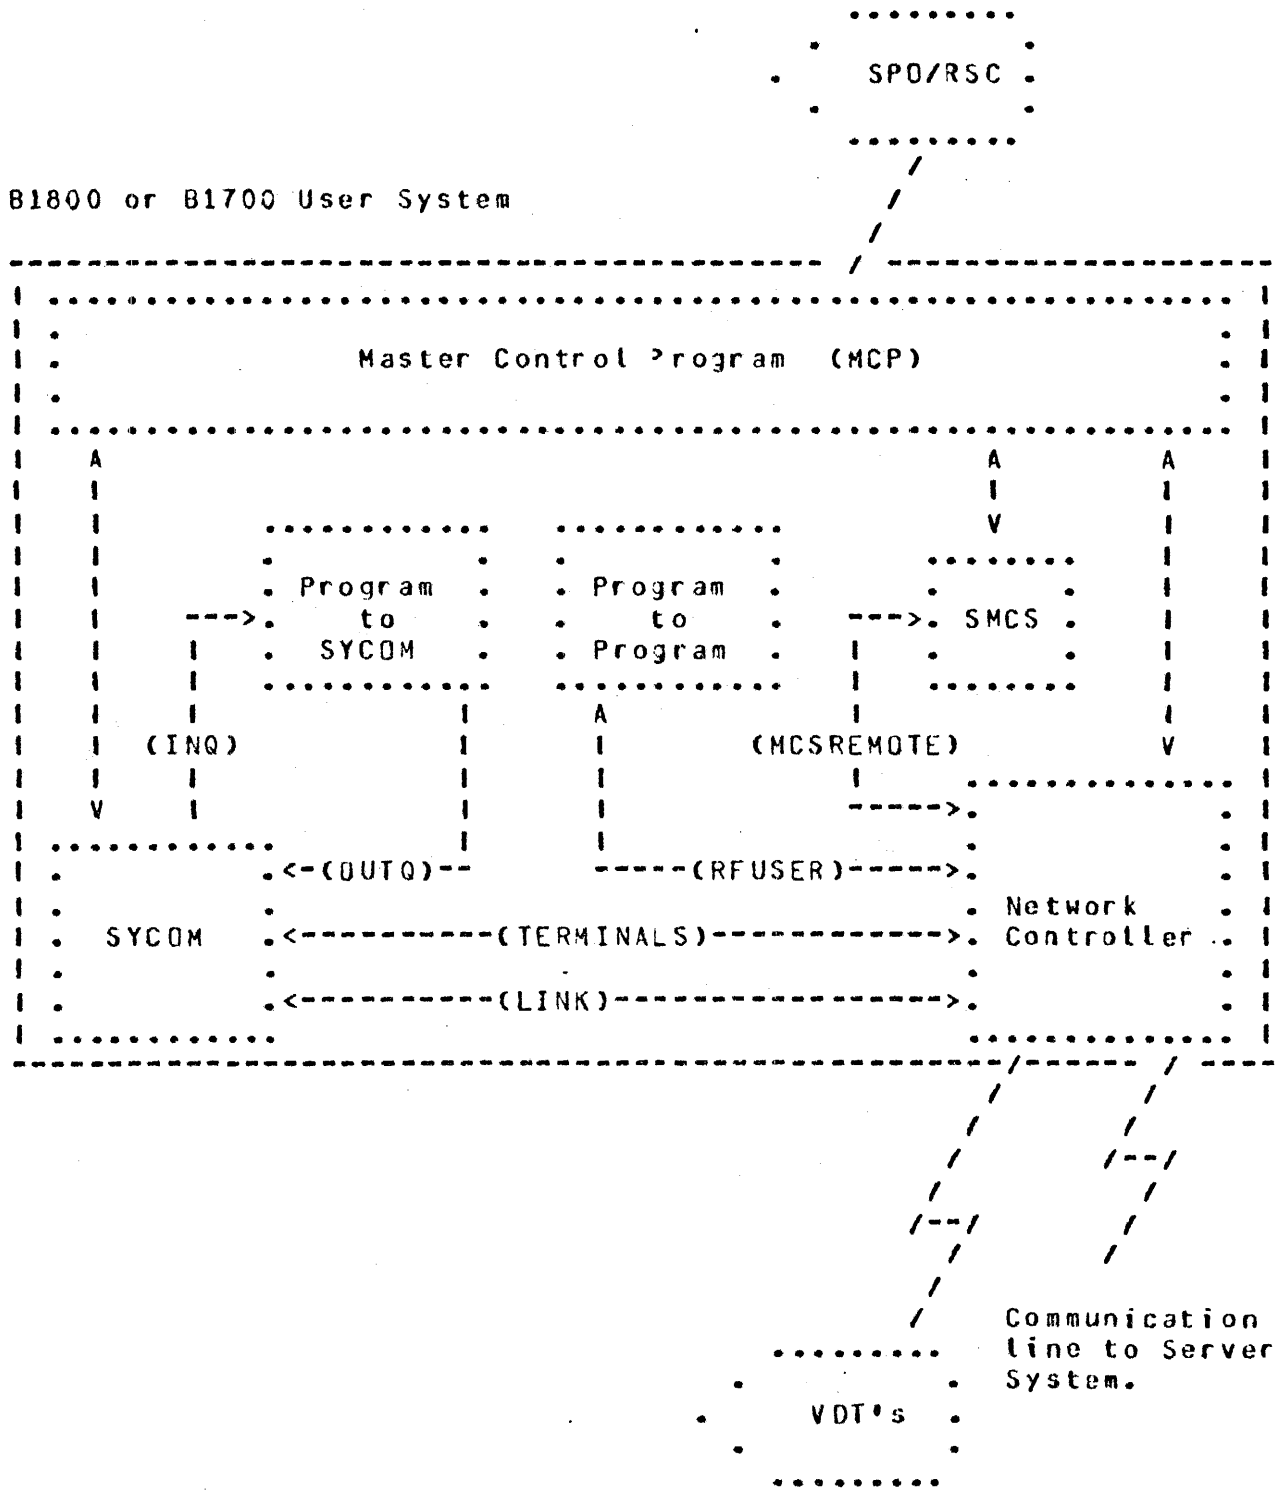 SPO/RSC
B1800 or B1700 User System
Master Control Program (MCP)
Program
to
SYCOM
Program
to
Program
SMCS
(INQ)
(MCSREMOTE)
(OUTQ)
(RFUSER)
Network
Controller
SYCOM
(TERMINALS)
(LINK)
Communication
line to Server
System.
VDT's